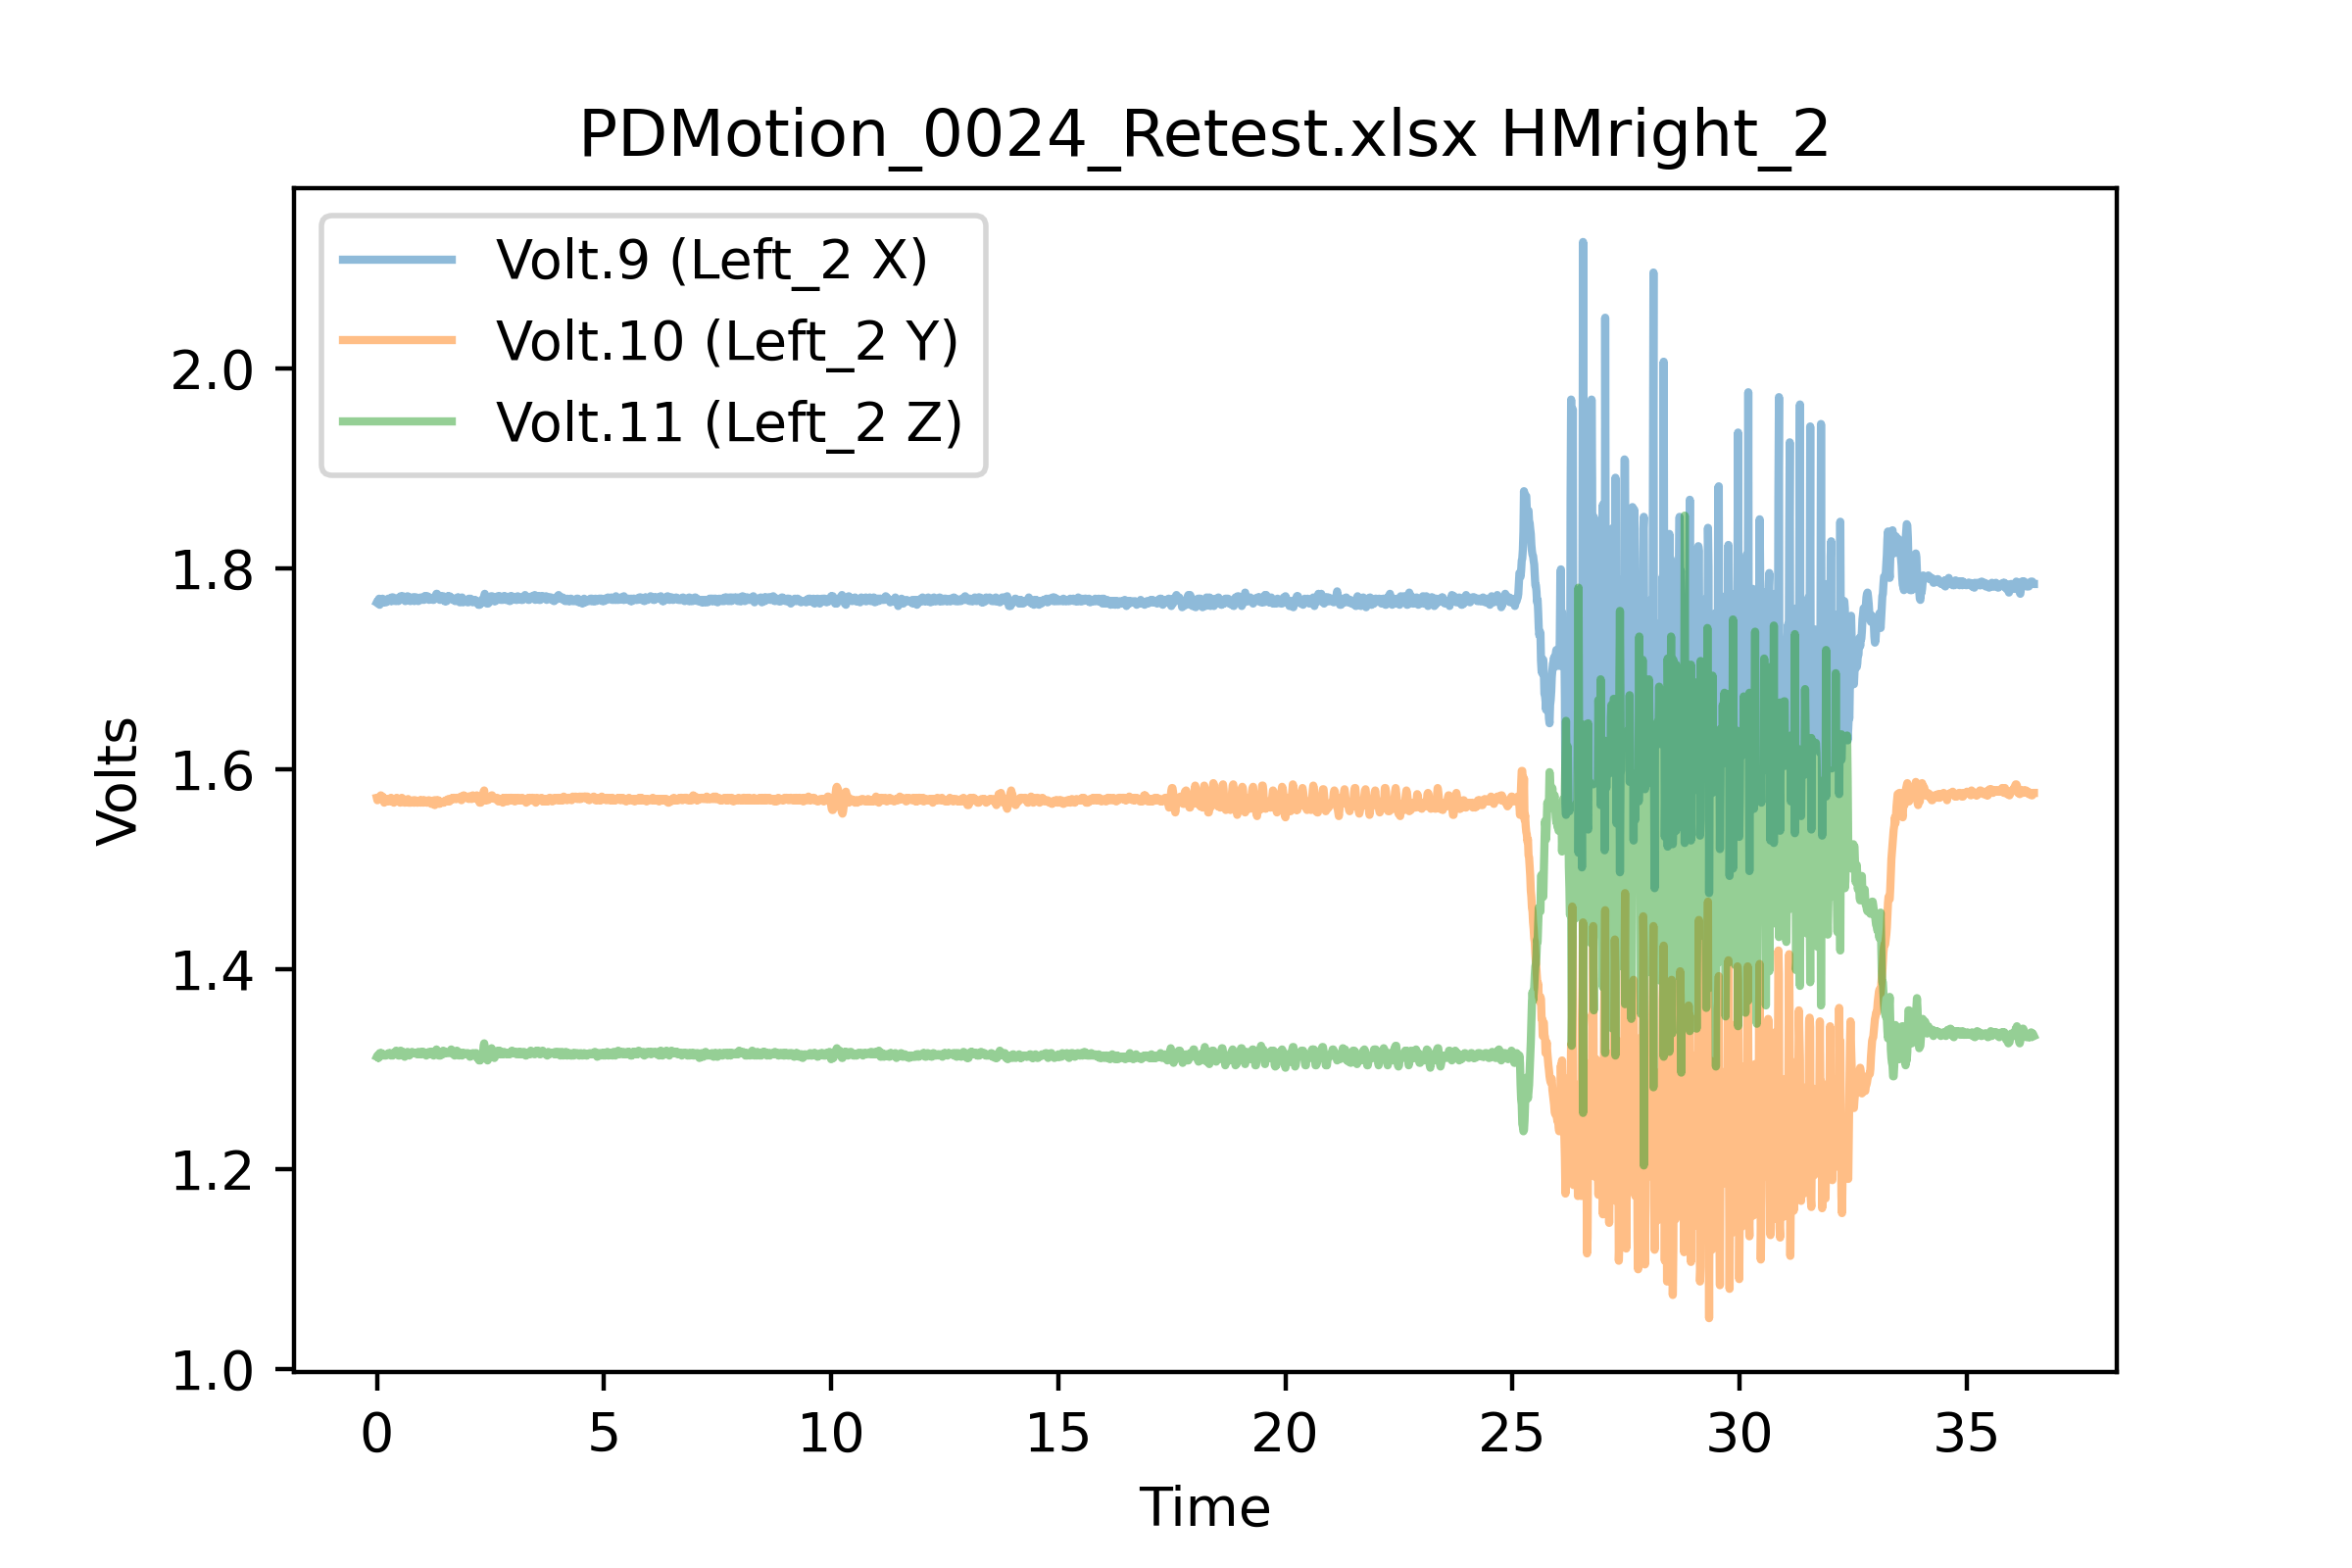 PDMotion_0024_Retest.xlsx HMright_2
Volt.9 (Left_2 X)
Volt.10 (Left_2 Y)
Volt.11 (Left_2 Z)
2.0
1.8
1.6
1.4
1.2
1.0
Volts
0 5 10 15 20 25 30 35
Time